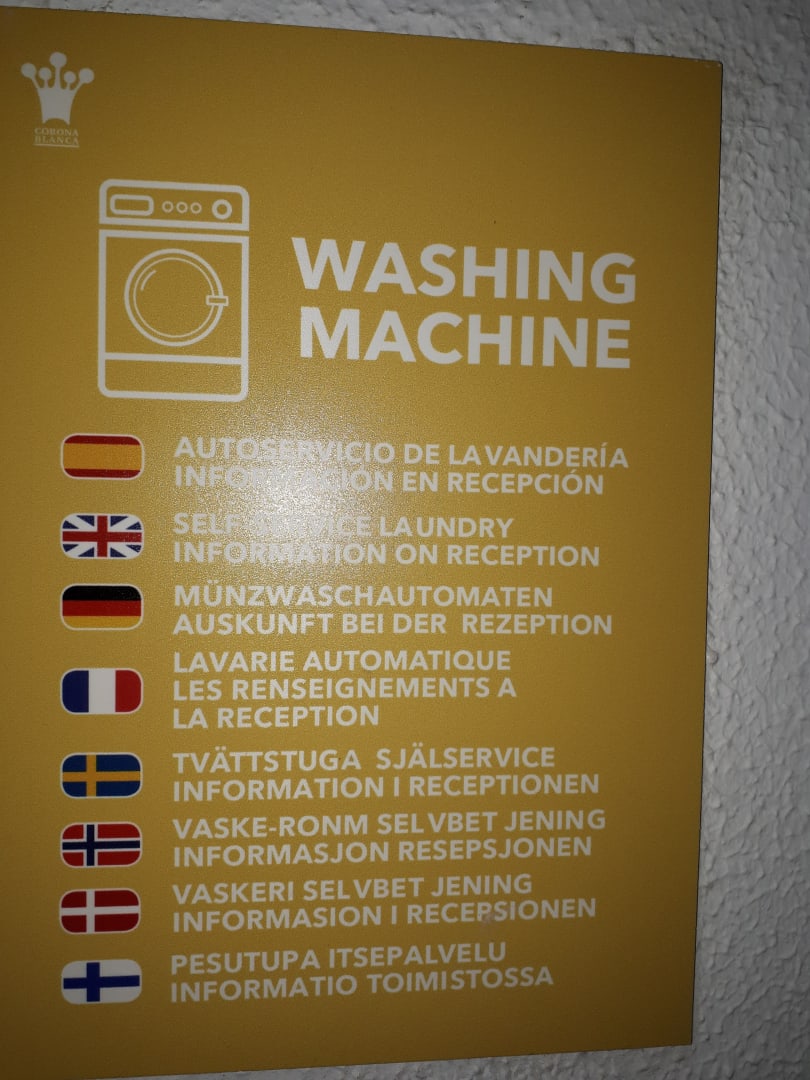 CORONA
BLANCA
WASHING
MACHINE
AUTOSERVICIO DE LAVANDERÍA
INFORMACIÓN EN RECEPCIÓN
SELF-SERVICE LAUNDRY
INFORMATION ON RECEPTION
MÜNZWASCHAUTOMATEN
AUSKUNFT BEI DER REZEPTION
LAVARIE AUTOMATIQUE
LES RENSEIGNEMENTS A
LA RECEPTION
TVÄTTSTUGA SJÄLSERVICE
INFORMATION I RECEPTIONEN
VASKE-RONM SELVBET JENING
INFORMASJON RESEPSJONEN
VASKERI SELVBET JENING
INFORMASION I RECEPSIONEN
PESUTUPA ITSEPALVELU
INFORMATIO TOIMISTOSSA